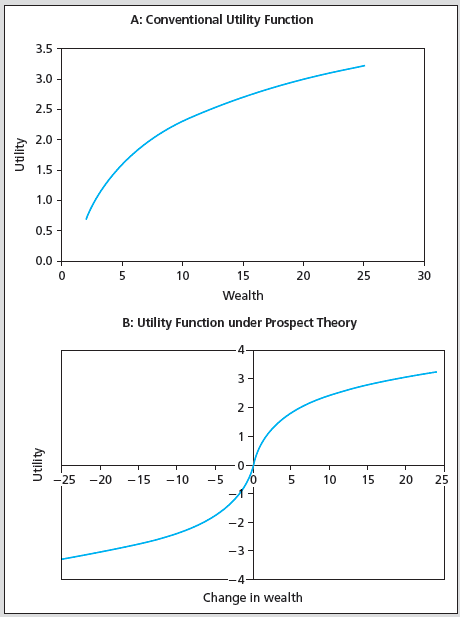 A: Conventional Utility Function
3.5
3.0
2.5
2.0
1.5
1.0
0.5
0.0
Utility
0 5 10 15 20 25 30
Wealth
B: Utility Function under Prospect Theory
4
3
2
1
0
Utility
−25 −20 −15 −10 −5 0 5 10 15 20 25
−1
−2
−3
−4
Change in wealth